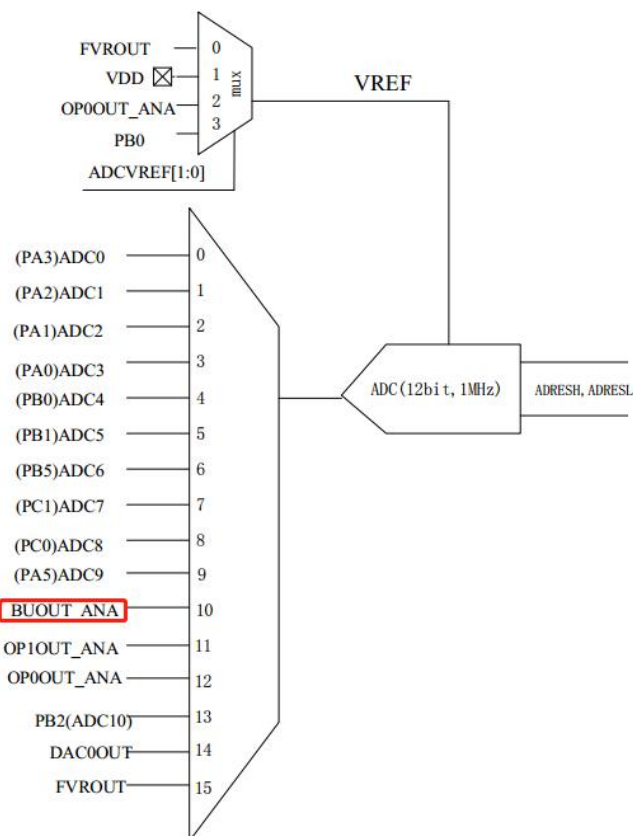 FVROUT
0
VDD
1
OP0OUT_ANA
2
PB0
3
mux
VREF
ADCVREF[1:0]
(PA3)ADC0
0
(PA2)ADC1
1
(PA1)ADC2
2
(PA0)ADC3
3
(PB0)ADC4
4
(PB1)ADC5
5
(PB5)ADC6
6
(PC1)ADC7
7
(PC0)ADC8
8
(PA5)ADC9
9
BUOUT_ANA
10
OP1OUT_ANA
11
OP0OUT_ANA
12
PB2(ADC10)
13
DAC0OUT
14
FVROUT
15
ADC(12bit,1MHz)
ADRESH, ADRESL